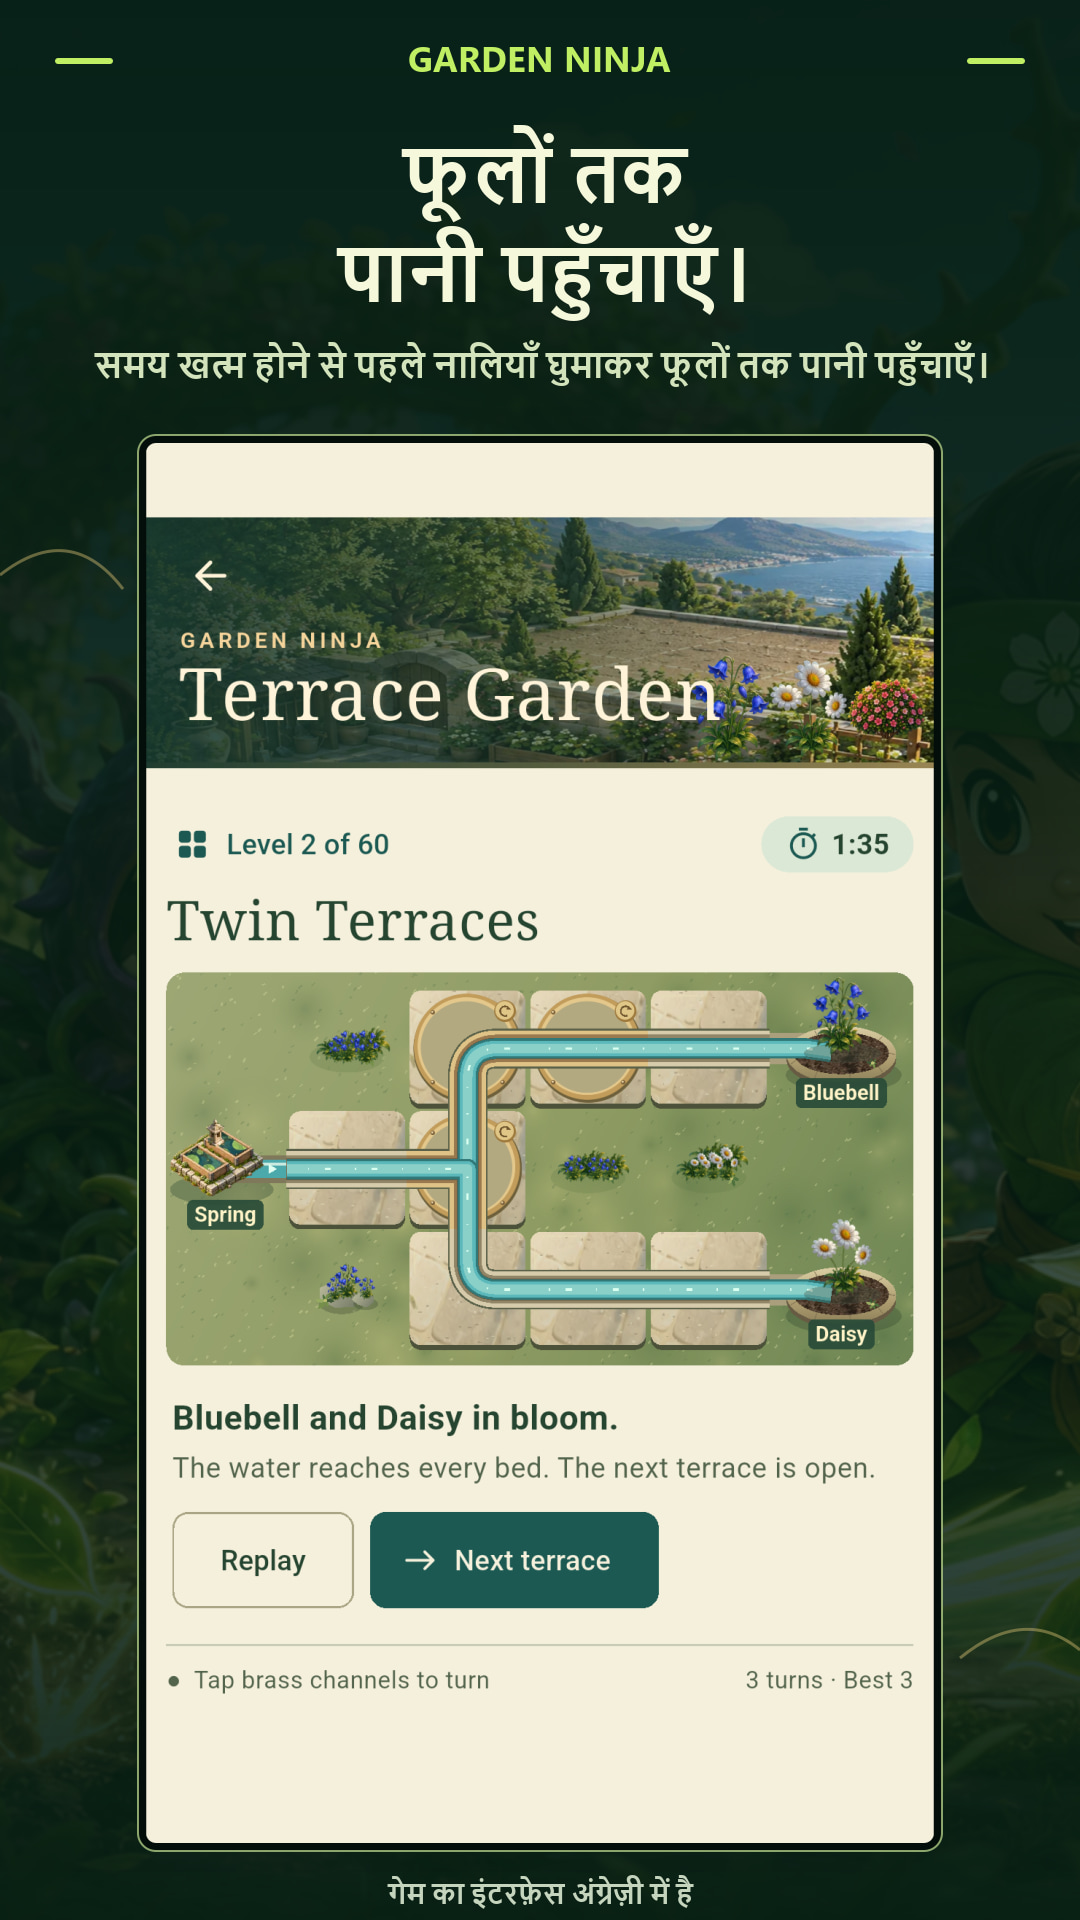 GARDEN NINJA
फूलों तक
पानी पहुँचाएँ।
समय खत्म होने से पहले नालियाँ घुमाकर फूलों तक पानी पहुँचाएँ।
GARDEN NINJA
Terrace Garden
Level 2 of 60
1:35
Twin Terraces
Bluebell
Spring
Daisy
Bluebell and Daisy in bloom.
The water reaches every bed. The next terrace is open.
Replay
Next terrace
Tap brass channels to turn
3 turns · Best 3
गेम का इंटरफ़ेस अंग्रेज़ी में है